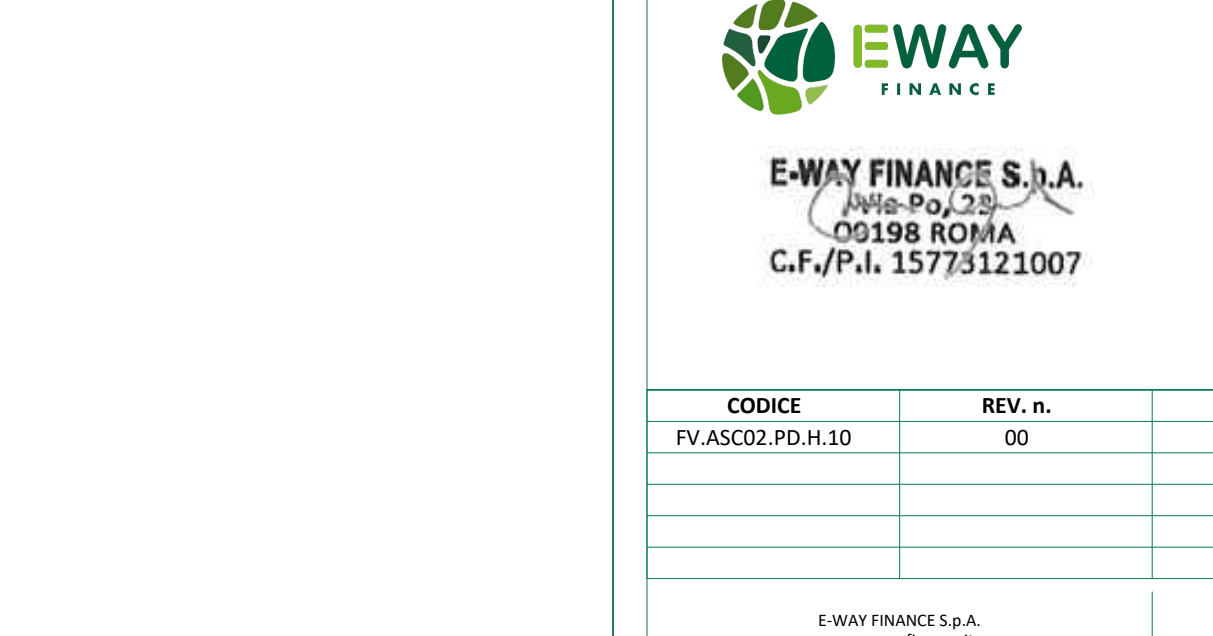 EWAY
FINANCE
E-WAY FINANCE S.p.A.
Via Po, 23
00198 ROMA
C.F./P.I. 15773121007
CODICE REV. n.
FV.ASC02.PD.H.10 00
E-WAY FINANCE S.p.A.